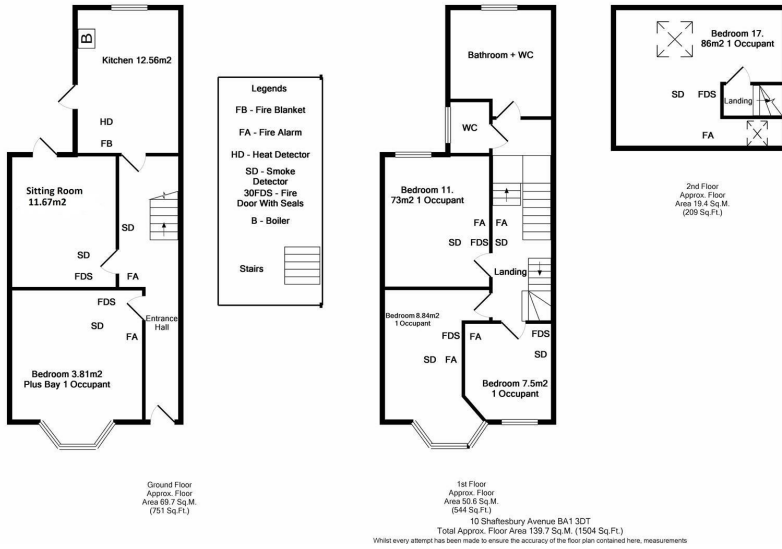 B
Kitchen 12.56m2
HD
FB
Sitting Room
11.67m2
SD
SD
FDS
FA
FDS
SD
FA
Entrance
Hall
Bedroom 3.81m2
Plus Bay 1 Occupant
Ground Floor
Approx. Floor
Area 69.7 Sq.M.
(751 Sq.Ft.)
Legends
FB - Fire Blanket
FA - Fire Alarm
HD - Heat Detector
SD - Smoke
Detector
30FDS - Fire
Door With Seals
B - Boiler
Stairs
Bathroom + WC
WC
Bedroom 11.
73m2 1 Occupant
FA FA
SD FDS SD
Landing
Bedroom 8.84m2
1 Occupant
FDS FA
SD FA
FDS
SD
Bedroom 7.5m2
1 Occupant
1st Floor
Approx. Floor
Area 50.6 Sq.M.
(544 Sq.Ft.)
Bedroom 17.
86m2 1 Occupant
SD FDS
Landing
FA
2nd Floor
Approx. Floor
Area 19.4 Sq.M.
(209 Sq.Ft.)
10 Shaftesbury Avenue BA1 3DT
Total Approx. Floor Area 139.7 Sq.M. (1504 Sq.Ft.)
Whilst every attempt has been made to ensure the accuracy of the floor plan contained here, measurements